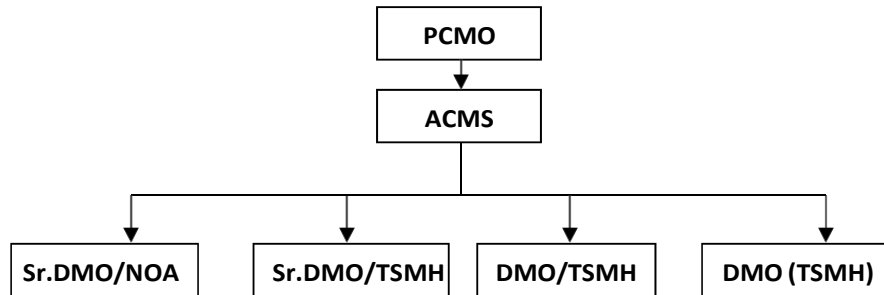 PCMO
ACMS
Sr.DMO/NOA
Sr.DMO/TSMH
DMO/TSMH
DMO (TSMH)